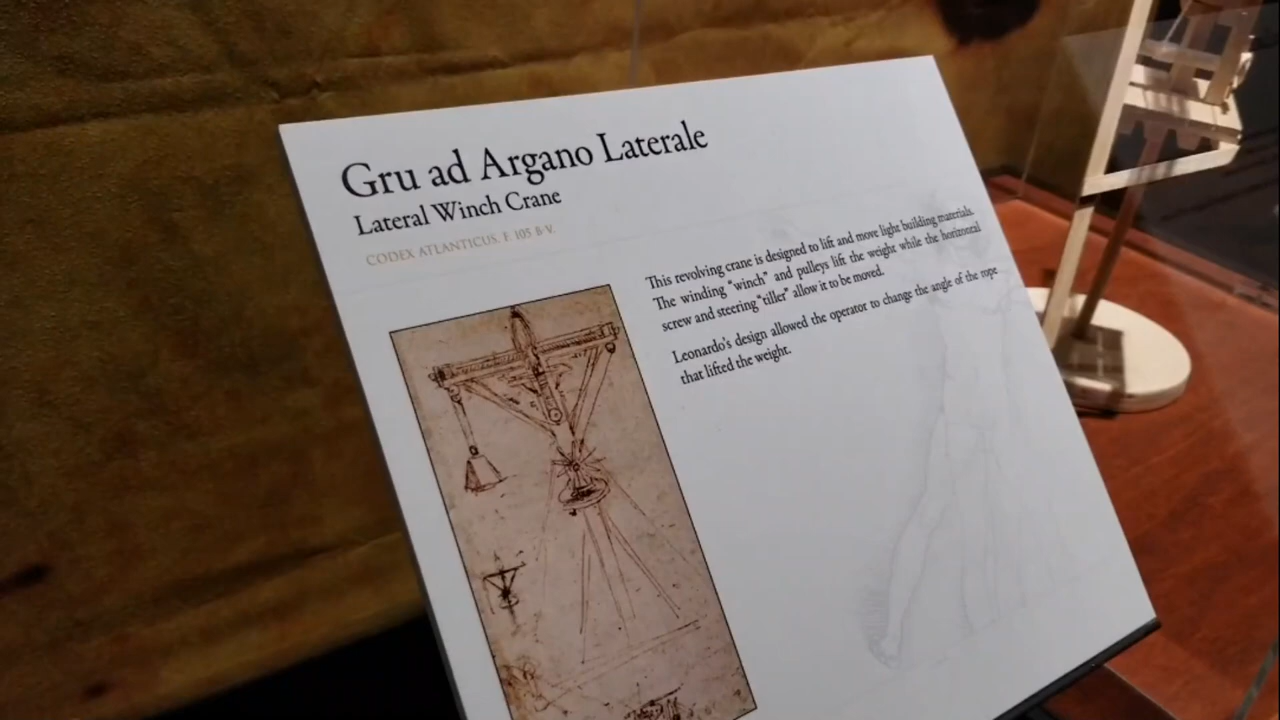 Gru ad Argano Laterale
Lateral Winch Crane
CODEX ATLANTICUS, F. 105 B-V.
This revolving crane is designed to lift and move light building materials.
The winding “winch” and pulleys lift the weight while the horizontal
screw and steering “tiller” allow it to be moved.
Leonardo's design allowed the operator to change the angle of the rope
that lifted the weight.